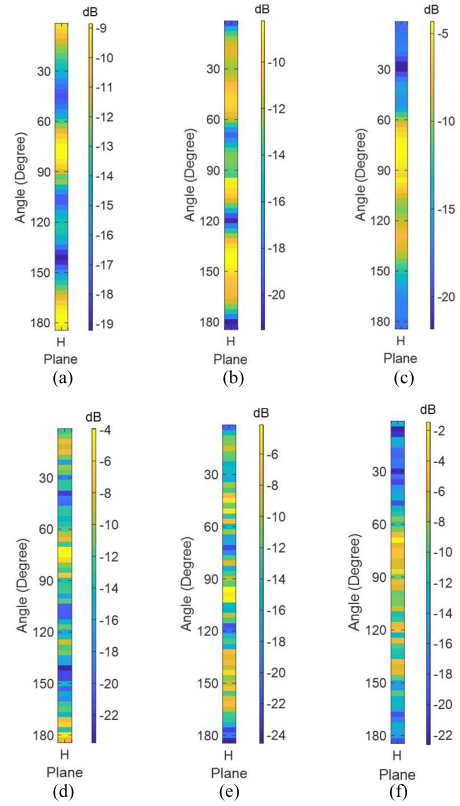 dB
-9
-10
-11
-12
-13
-14
-15
-16
-17
-18
-19
30
60
90
120
150
180
Angle (Degree)
H
Plane
(a)
dB
-10
-12
-14
-16
-18
-20
30
60
90
120
150
180
Angle (Degree)
H
Plane
(b)
dB
-5
-10
-15
-20
30
60
90
120
150
180
Angle (Degree)
H
Plane
(c)
dB
-4
-6
-8
-10
-12
-14
-16
-18
-20
-22
30
60
90
120
150
180
Angle (Degree)
H
Plane
(d)
dB
-6
-8
-10
-12
-14
-16
-18
-20
-22
-24
30
60
90
120
150
180
Angle (Degree)
H
Plane
(e)
dB
-2
-4
-6
-8
-10
-12
-14
-16
-18
-20
-22
30
60
90
120
150
180
Angle (Degree)
H
Plane
(f)